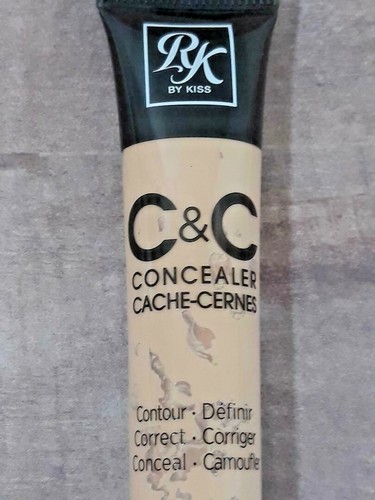 RK
BY KISS
C&C
CONCEALER
CACHE-CERNES
Contour · Définir
Correct · Corriger
Conceal · Camoufler